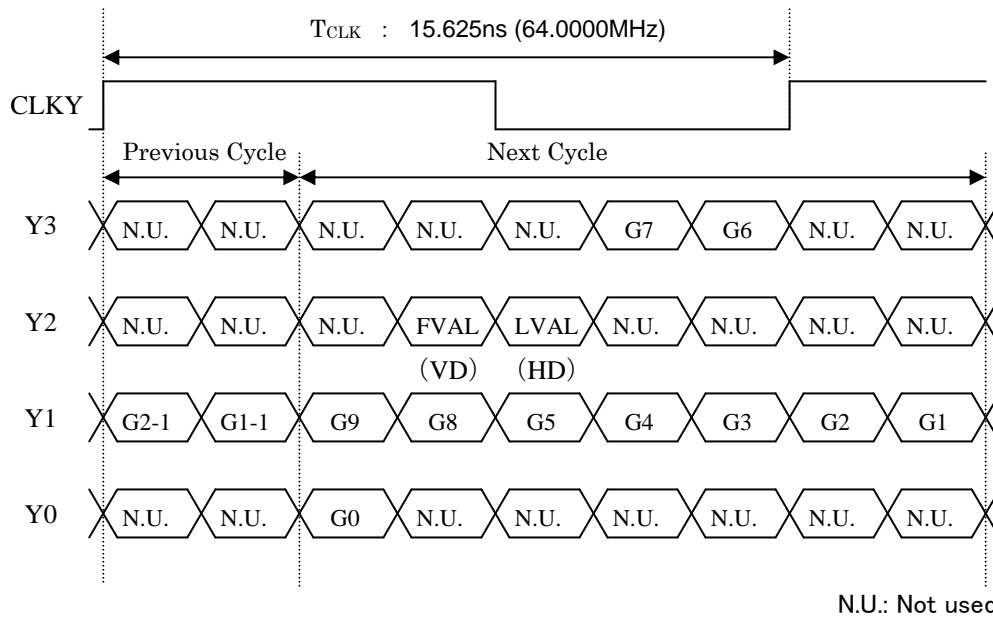 TCLK : 15.625ns (64.0000MHz)
CLKY
Previous Cycle Next Cycle
Y3 N.U. N.U. N.U. N.U. N.U. G7 G6 N.U. N.U.
Y2 N.U. N.U. N.U. FVAL LVAL N.U. N.U. N.U. N.U.
(VD) (HD)
Y1 G2-1 G1-1 G9 G8 G5 G4 G3 G2 G1
Y0 N.U. N.U. G0 N.U. N.U. N.U. N.U. N.U. N.U.
N.U.: Not used